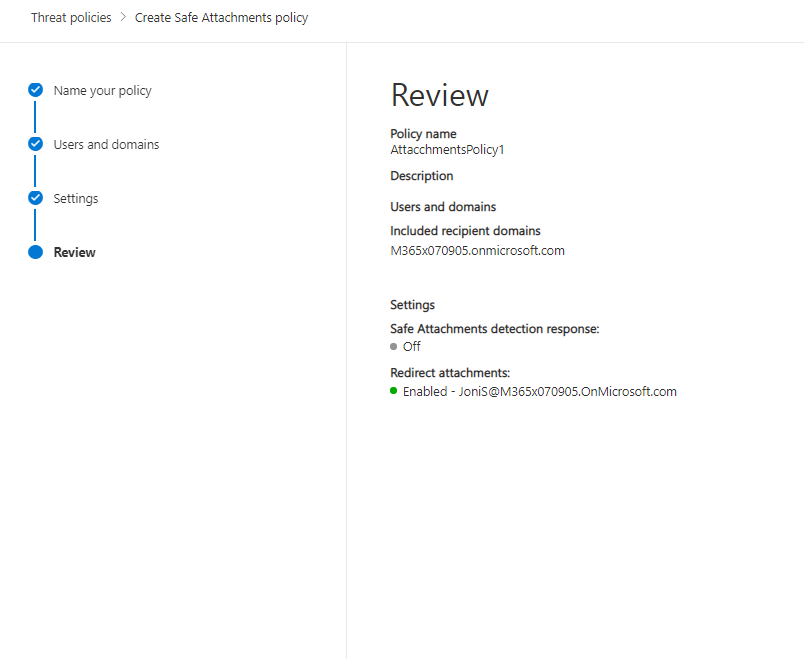 Threat policies > Create Safe Attachments policy
Name your policy
Users and domains
Settings
Review
Review
Policy name
AttacchmentsPolicy1
Description
Users and domains
Included recipient domains
M365x070905.onmicrosoft.com
Settings
Safe Attachments detection response:
Off
Redirect attachments:
Enabled - JoniS@M365x070905.OnMicrosoft.com